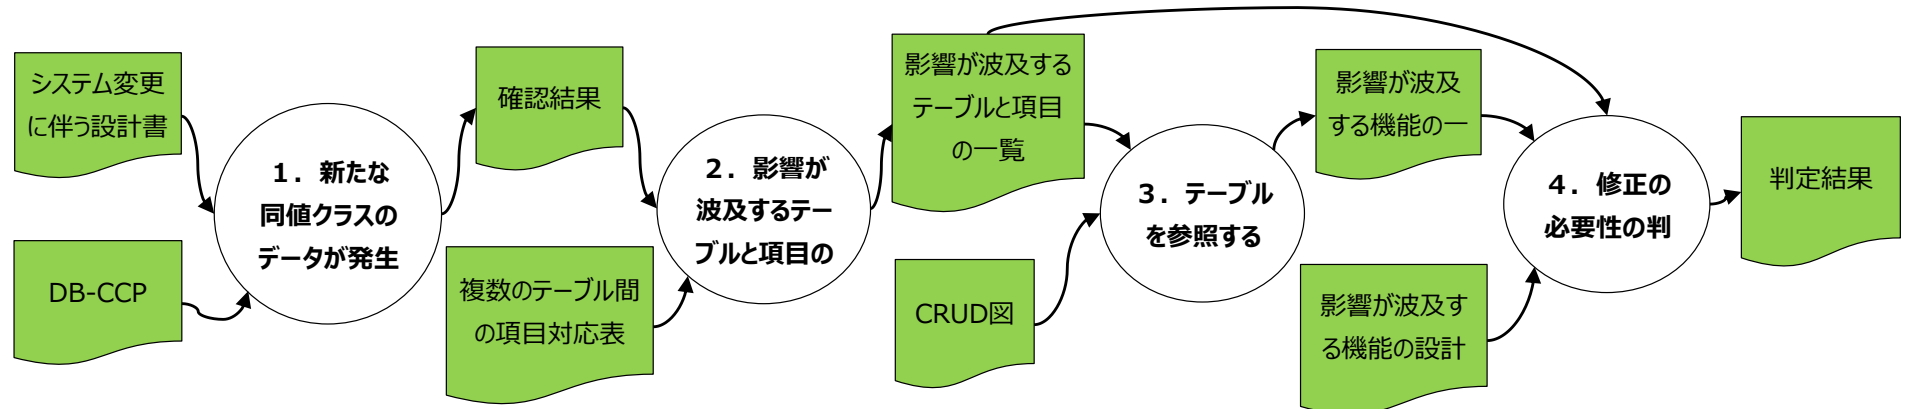 システム変更
に伴う設計書
DB-CCP
1．新たな
同値クラスの
データが発生
確認結果
複数のテーブル間
の項目対応表
2．影響が
波及するテー
ブルと項目の
影響が波及する
テーブルと項目
の一覧
CRUD図
3．テーブル
を参照する
影響が波及
する機能の一
影響が波及す
る機能の設計
4．修正の
必要性の判
判定結果